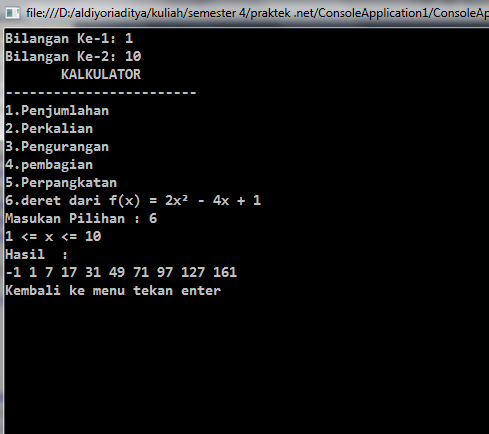 file:///D:/aldiyoriaditya/kuliah/semester 4/praktek .net/ConsoleApplication1/ConsoleAp
Bilangan Ke-1: 1
Bilangan Ke-2: 10
KALKULATOR
------------------------
1.Penjumlahan
2.Perkalian
3.Pengurangan
4.pembagian
5.Perpangkatan
6.deret dari f(x) = 2x² - 4x + 1
Masukan Pilihan : 6
1 <= x <= 10
Hasil  :
-1 1 7 17 31 49 71 97 127 161
Kembali ke menu tekan enter